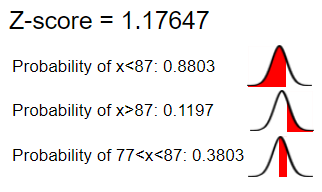 Z-score = 1.17647
Probability of x<87: 0.8803
Probability of x>87: 0.1197
Probability of 77<x<87: 0.3803